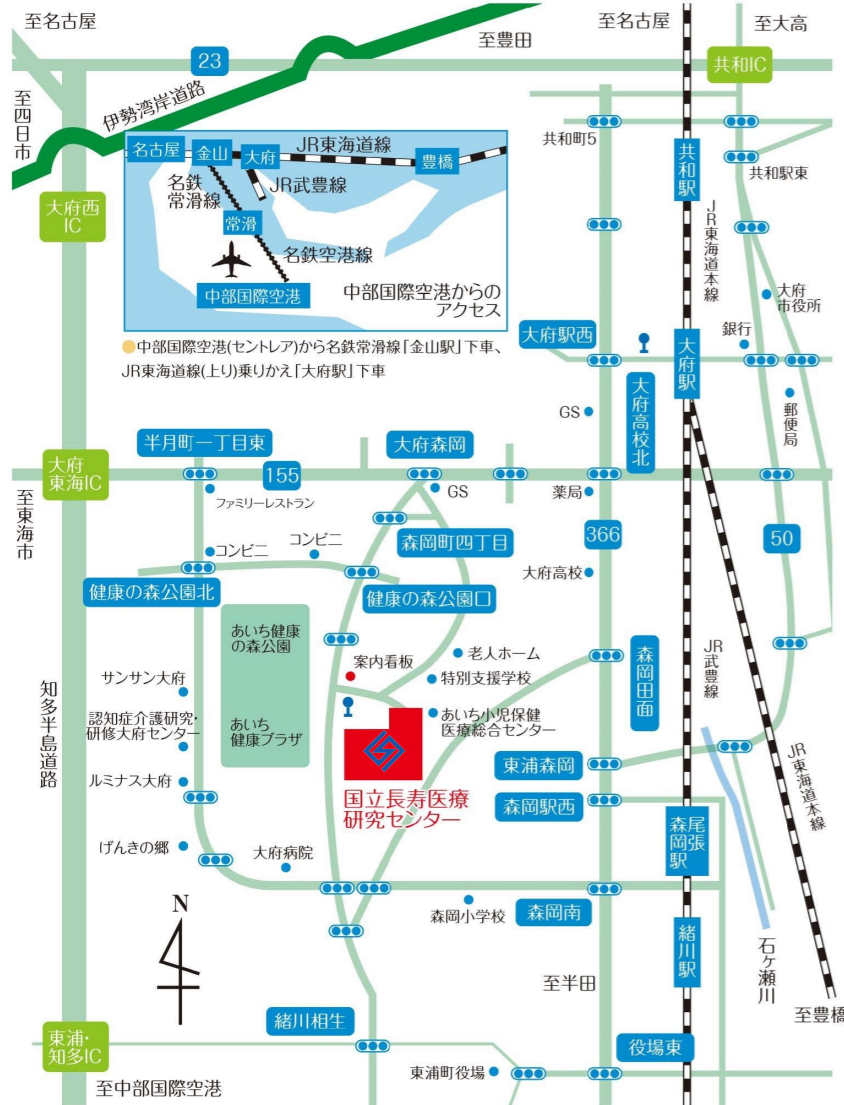 至名古屋
至名古屋
至大高
至豊田
23
共和IC
伊勢湾岸道路
至四日市
共和町5
共和駅
共和駅東
名古屋
金山
大府
JR東海道線
豊橋
名鉄
常滑線
JR武豊線
常滑
名鉄空港線
中部国際空港
中部国際空港からの
アクセス
大府西
IC
JR東海道本線
大府
市役所
銀行
大府駅西
大府駅
中部国際空港(セントレア)から名鉄常滑線「金山駅」下車、
JR東海道線(上り)乗りかえ「大府駅」下車
GS
大府高校北
郵便局
半月町一丁目東
大府森岡
大府
東海IC
155
至東海市
ファミリーレストラン
GS
薬局
コンビニ
コンビニ
森岡町四丁目
366
50
大府高校
健康の森公園北
健康の森公園口
あいち健康
の森公園
老人ホーム
案内看板
特別支援学校
森岡田面
JR武豊線
サンサン大府
知多半島道路
認知症介護研究・
研修大府センター
あいち
健康プラザ
あいち小児保健
医療総合センター
ルミナス大府
東浦森岡
JR東海道本線
国立長寿医療
研究センター
森岡駅西
尾張
森岡駅
げんきの郷
大府病院
森岡小学校
森岡南
緒川駅
N
石ヶ瀬川
至半田
至豊橋
緒川相生
東浦・
知多IC
役場東
東浦町役場
至中部国際空港